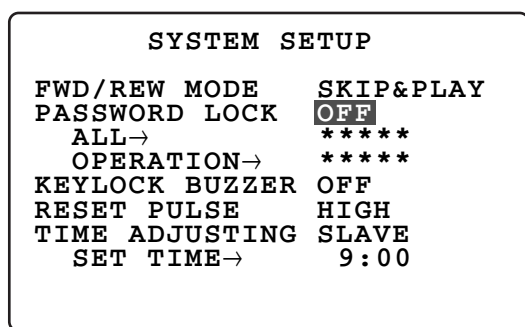 SYSTEM SETUP
FWD/REW MODE SKIP&PLAY
PASSWORD LOCK OFF
ALL→ *****
OPERATION→ *****
KEYLOCK BUZZER OFF
RESET PULSE HIGH
TIME ADJUSTING SLAVE
SET TIME→ 9:00